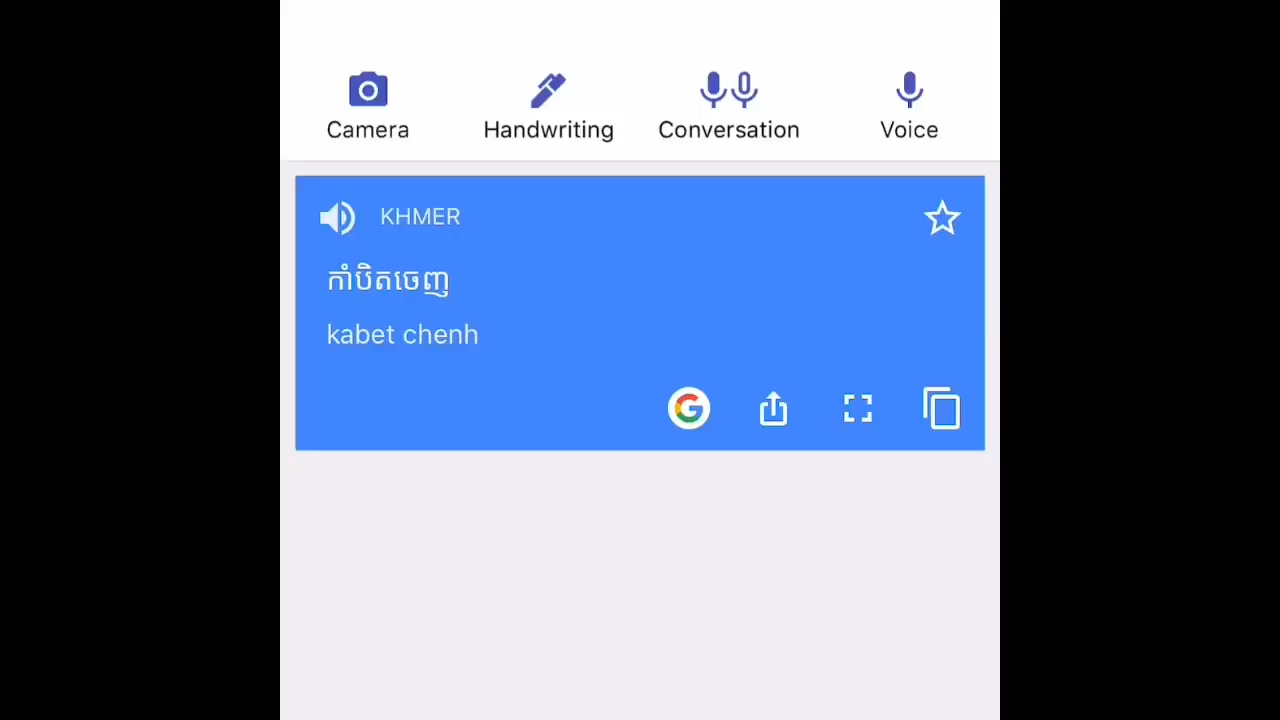 Camera
Handwriting
Conversation
Voice
KHMER
កាំបិតចេញ
kabet chenh